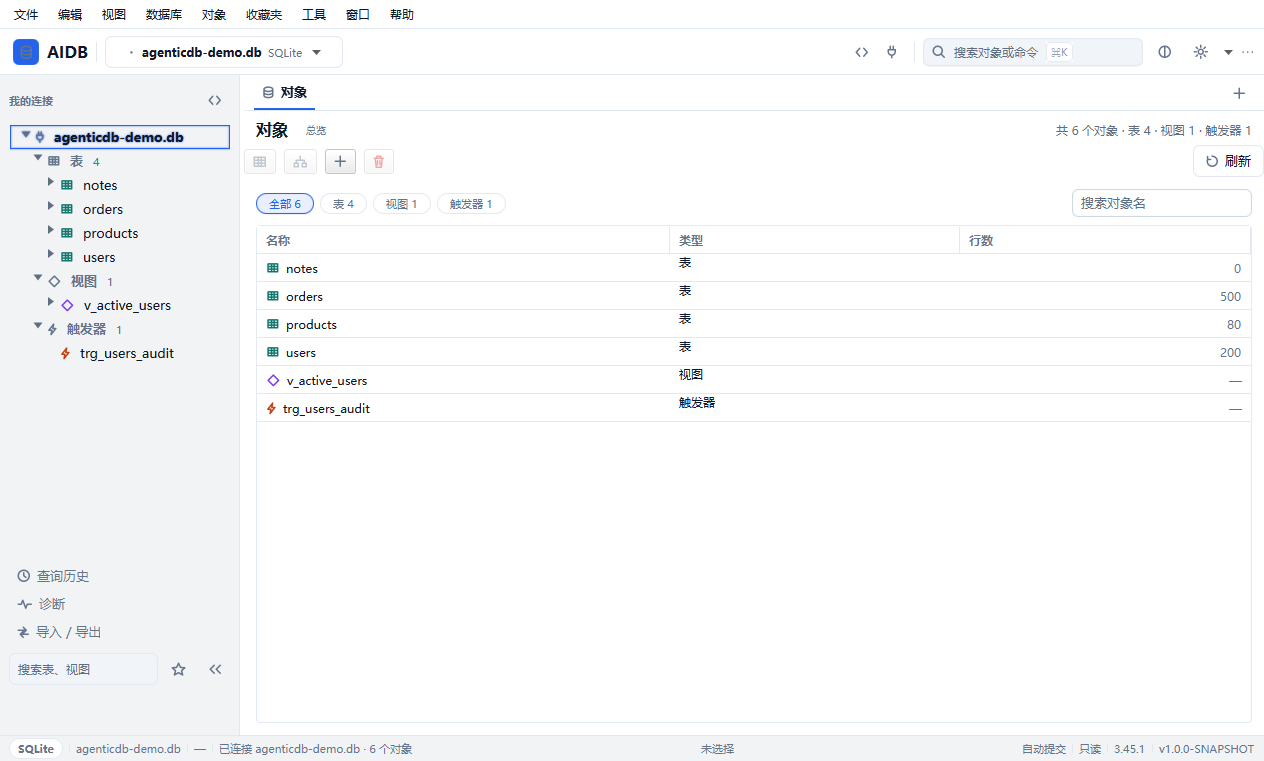 文件 编辑 视图 数据库 对象 收藏夹 工具 窗口 帮助
AIDB · agenticdb-demo.db SQLite 搜索对象或命令 ⌘K
我的连接
agenticdb-demo.db
表 4
notes
orders
products
users
视图 1
v_active_users
触发器 1
trg_users_audit
查询历史
诊断
导入 / 导出
搜索表、视图
对象
对象 总览 共 6 个对象 · 表 4 · 视图 1 · 触发器 1
刷新
全部 6 表 4 视图 1 触发器 1 搜索对象名
名称 类型 行数
notes 表 0
orders 表 500
products 表 80
users 表 200
v_active_users 视图 —
trg_users_audit 触发器 —
SQLite agenticdb-demo.db — 已连接 agenticdb-demo.db · 6 个对象 未选择 自动提交 只读 3.45.1 v1.0.0-SNAPSHOT